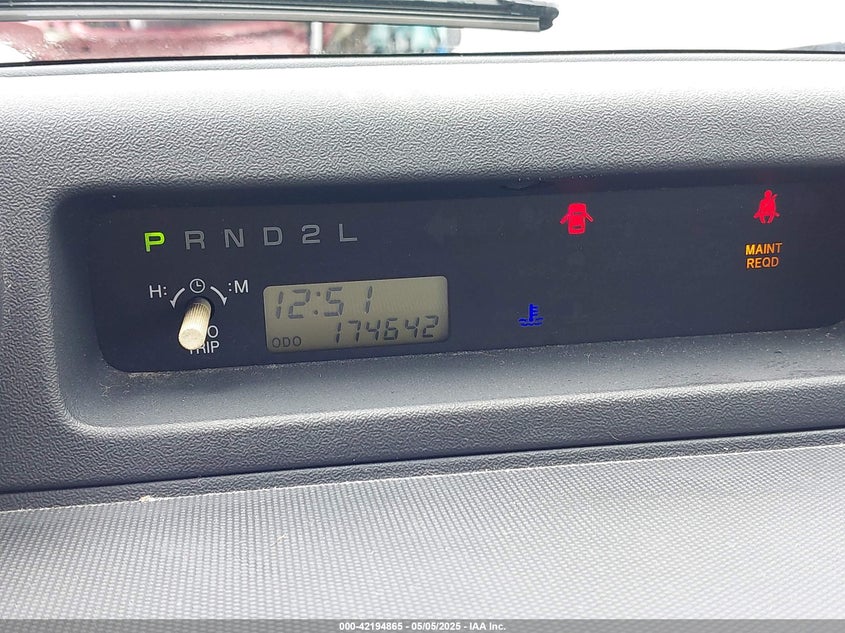 P R N D 2 L
H: :M
TRIP
12:51
ODO 174642
MAINT
REQD
000-42194865 - 05/05/2025 - IAA Inc.